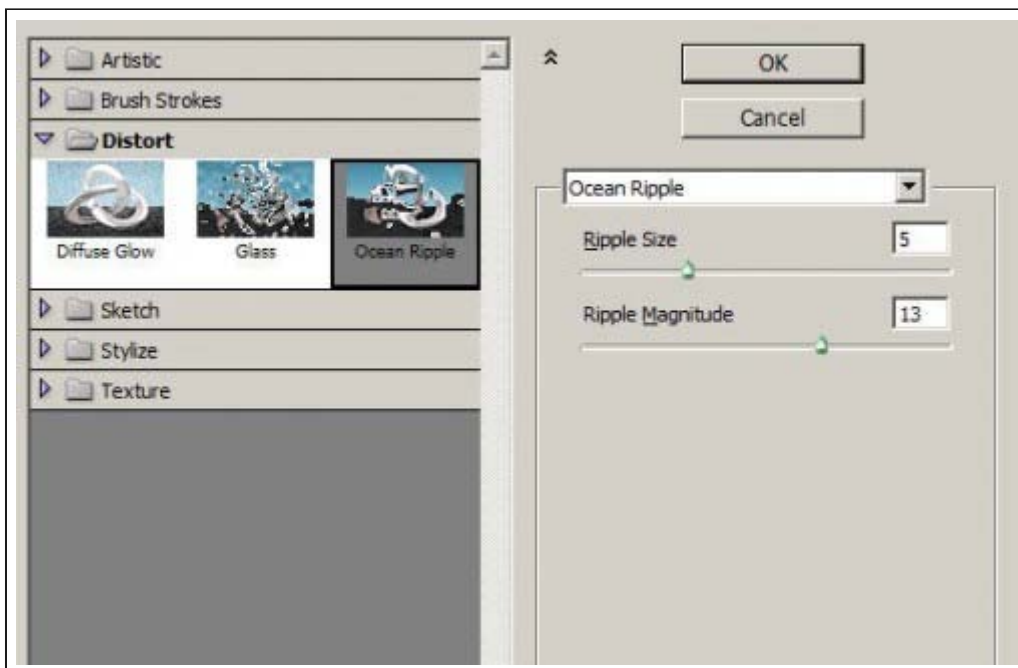 Artistic
Brush Strokes
Distort
Diffuse Glow
Glass
Ocean Ripple
Sketch
Stylize
Texture
OK
Cancel
Ocean Ripple
Ripple Size 5
Ripple Magnitude 13